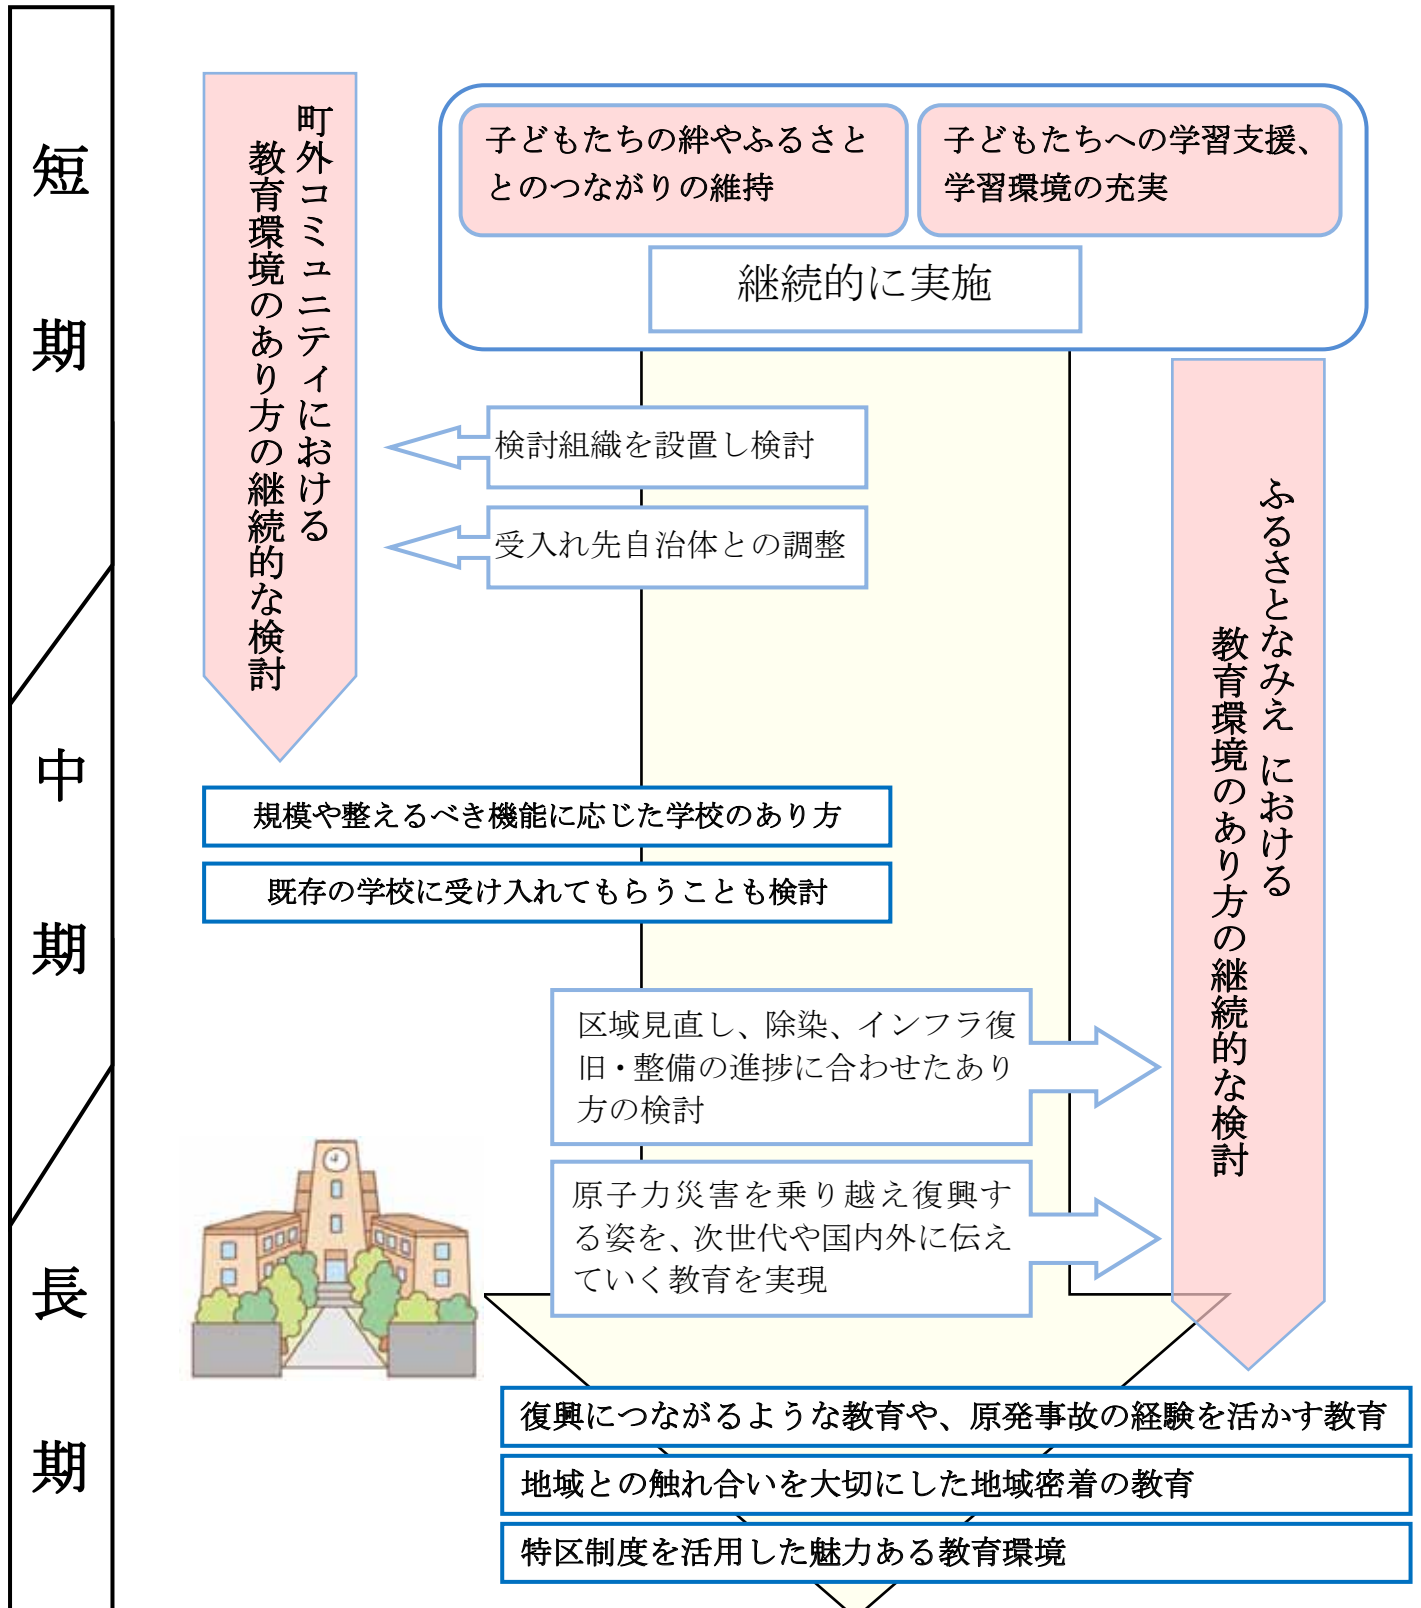 短
期
中
期
長
期
町外コミュニティにおける
教育環境のあり方の継続的な検討
子どもたちの絆やふるさと
とのつながりの維持
子どもたちへの学習支援、
学習環境の充実
継続的に実施
検討組織を設置し検討
受入れ先自治体との調整
ふるさとなみえ における
教育環境のあり方の継続的な検討
規模や整えるべき機能に応じた学校のあり方
既存の学校に受け入れてもらうことも検討
区域見直し、除染、インフラ復
旧・整備の進捗に合わせたあり
方の検討
原子力災害を乗り越え復興す
る姿を、次世代や国内外に伝え
ていく教育を実現
復興につながるような教育や、原発事故の経験を活かす教育
地域との触れ合いを大切にした地域密着の教育
特区制度を活用した魅力ある教育環境